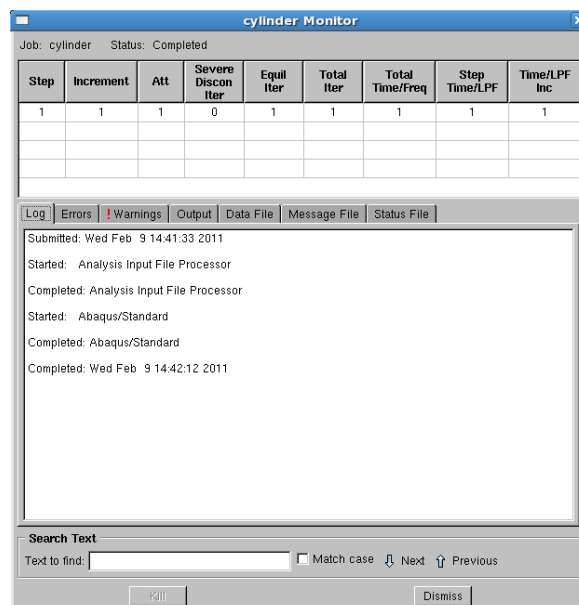 cylinder Monitor
Job: cylinder Status: Completed
Step Increment Att Severe Discon Iter Equil Iter Total Iter Total Time/Freq Step Time/LPF Time/LPF Inc
1 1 1 0 1 1 1 1 1
Log Errors ! Warnings Output Data File Message File Status File
Submitted: Wed Feb 9 14:41:33 2011
Started: Analysis Input File Processor
Completed: Analysis Input File Processor
Started: Abaqus/Standard
Completed: Abaqus/Standard
Completed: Wed Feb 9 14:42:12 2011
Search Text
Text to find: Match case Next Previous
Kill Dismiss